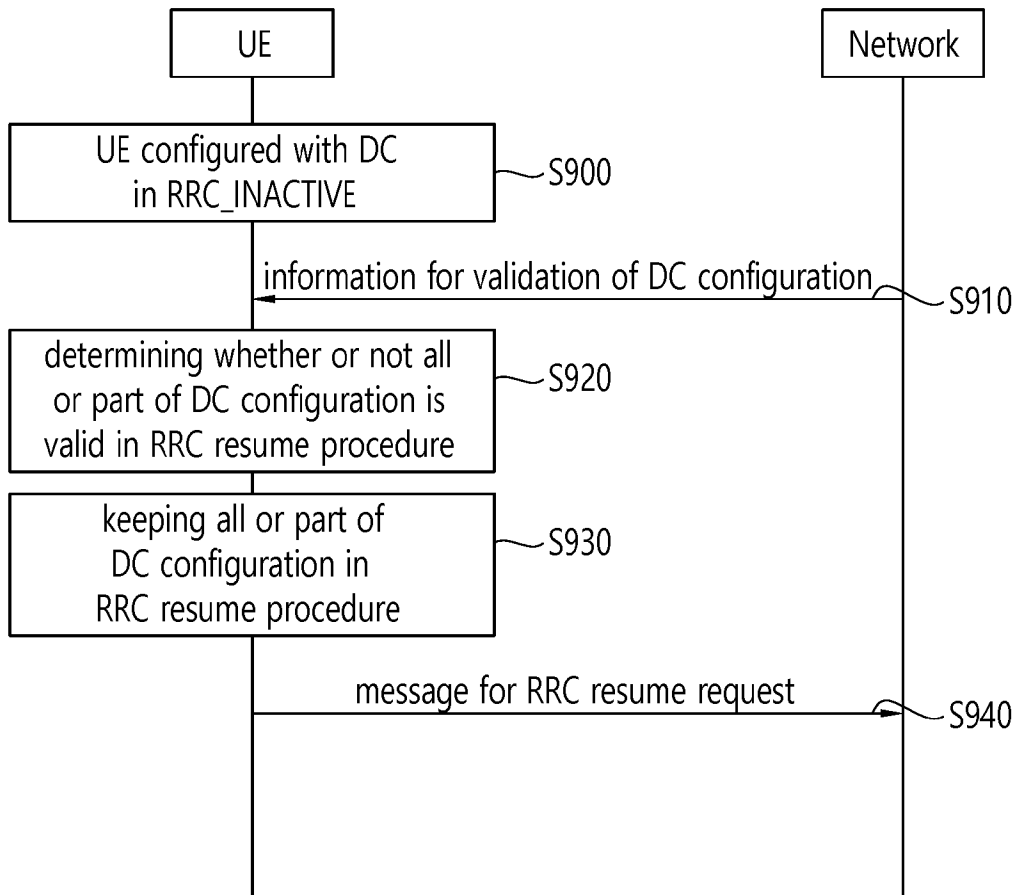 UE
Network
UE configured with DC
in RRC_INACTIVE
S900
information for validation of DC configuration
S910
determining whether or not all
or part of DC configuration is
valid in RRC resume procedure
S920
keeping all or part of
DC configuration in
RRC resume procedure
S930
message for RRC resume request
S940